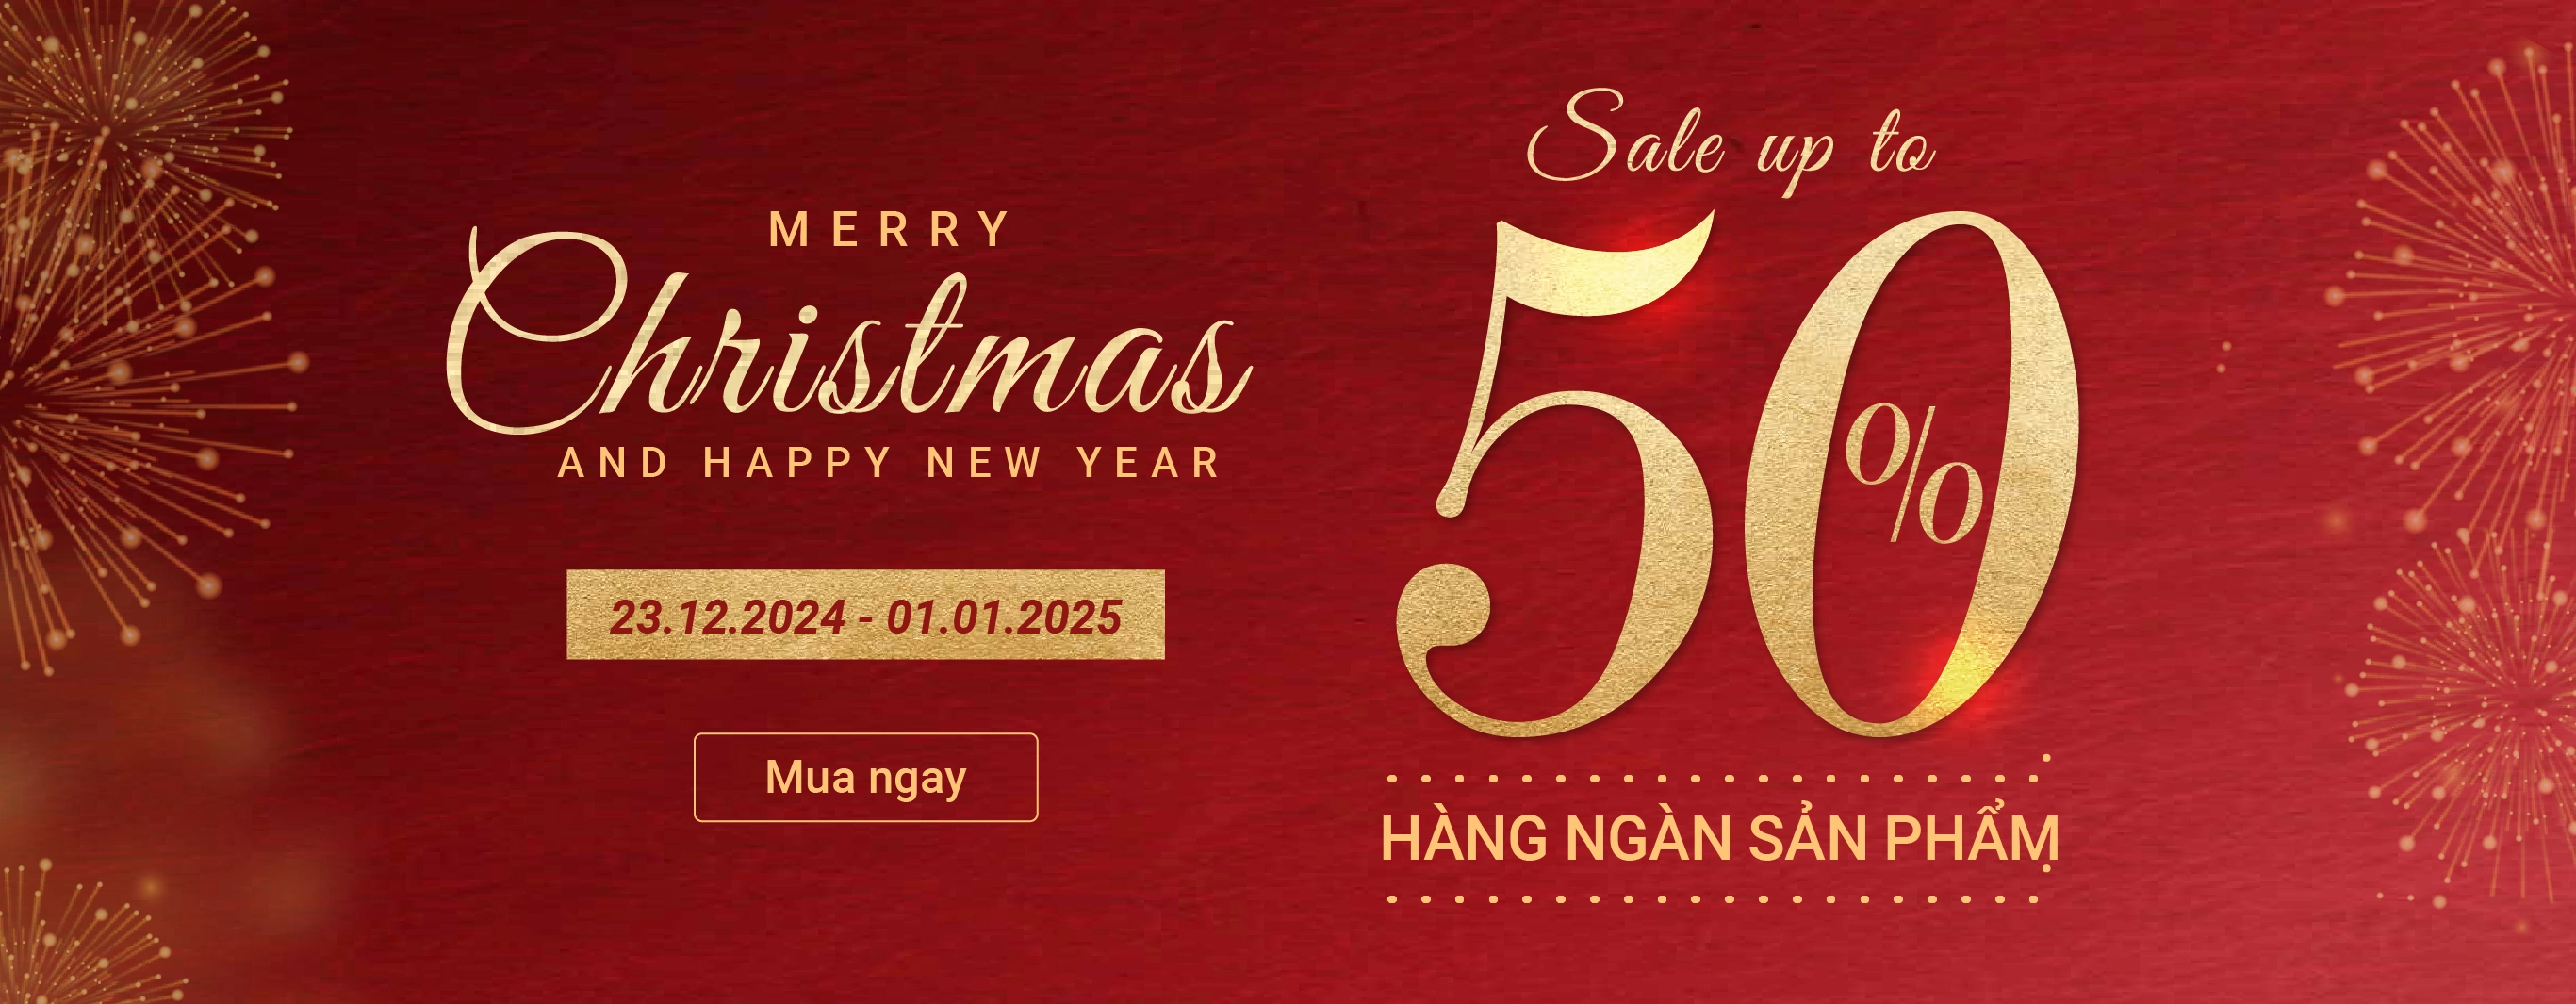 MERRY
Christmas
AND HAPPY NEW YEAR
23.12.2024 - 01.01.2025
Mua ngay
Sale up to
50%
HÀNG NGÀN SẢN PHẨM